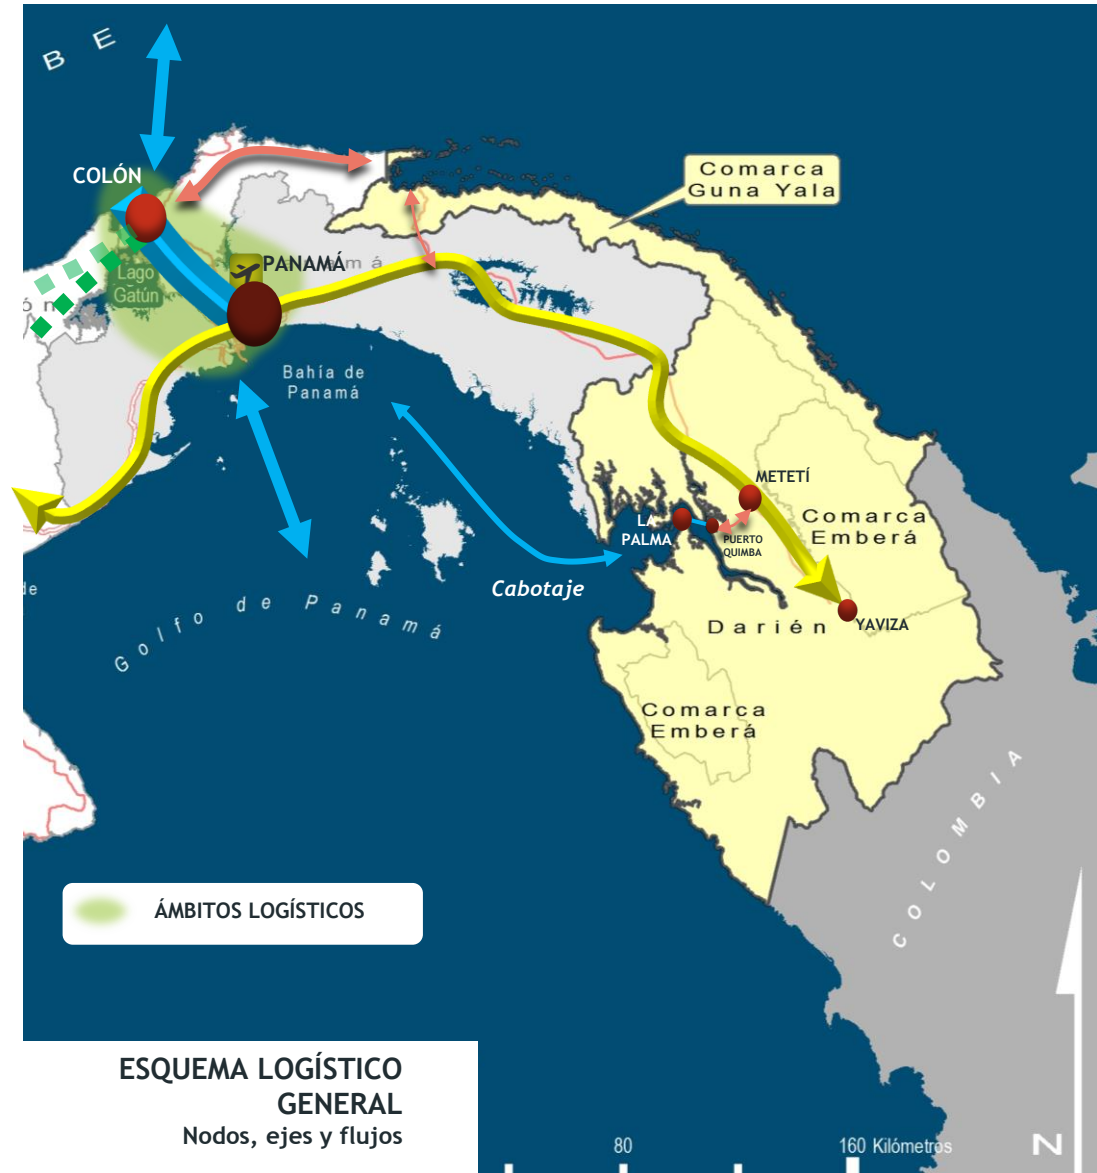 B E
COLÓN
Comarca
Guna Yala
PANAMÁ
a m á
Lago
Gatún
ó n
Bahía de
Panamá
METETÍ
LA
PALMA
PUERTO
QUIMBA
Comarca
Emberá
Cabotaje
de
Golfo de Panamá
Darién
YAVIZA
Comarca
Emberá
COLOMBIA
ÁMBITOS LOGÍSTICOS
ESQUEMA LOGÍSTICO
GENERAL
Nodos, ejes y flujos
80
160 Kilómetros
N